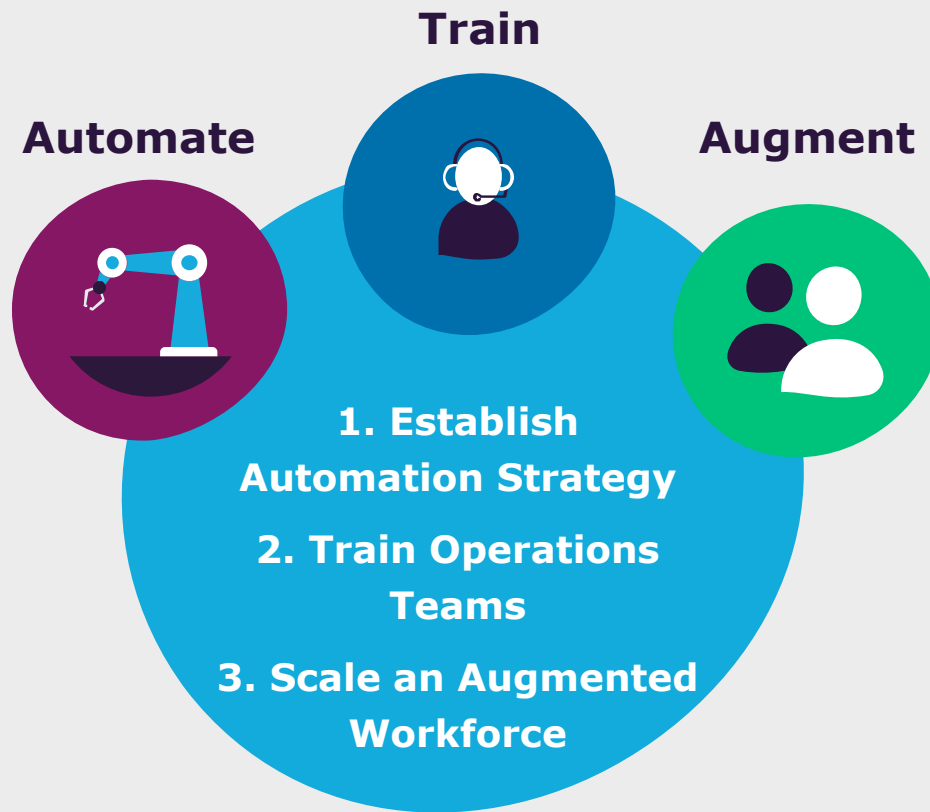 Train
Automate
Augment
1. Establish
Automation Strategy
2. Train Operations
Teams
3. Scale an Augmented
Workforce